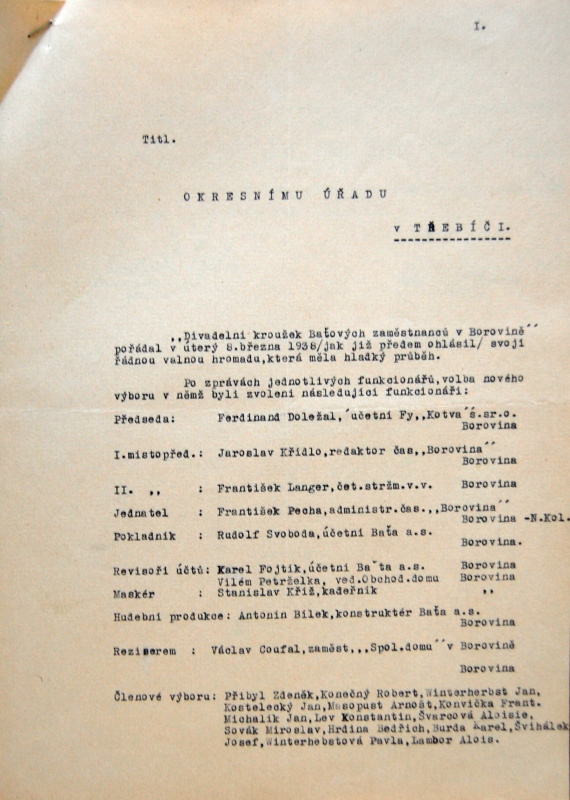 I.
Titl.
OKRESNÍMU ÚŘADU
v TŘEBÍČI.
,,Divadelní kroužek Baťových zaměstnanců v Borovině´´
pořádal v úterý 8.března 1938/jak již předem ohlásil/ svoji
řádnou valnou hromadu,která měla hladký průběh.
Po zprávách jednotlivých funkcionářů,volba nového
výboru v němž byli zvoleni následující funkcionáři:
Předseda: Ferdinand Doležal,účetní Fy,,Kotva´´s.sr.o.
Borovina
I.mistopřed.: Jaroslav Křídlo,redaktor čas,,Borovina´´
Borovina
II. ,, : František Langer,čet.stržm.v.v. Borovina
Jednatel : František Pecha,administr.čas.,,Borovina´´
Borovina -N.Kol.
Pokladník : Rudolf Svoboda,účetní Baťa a.s.
Borovina.
Revisoři účtů: Karel Fojtík,účetní Baťa a.s. Borovina
Vilém Petrželka, ved.Obchod.domu Borovina
Maskér : Stanislav Kříž,kadeřník ,,
Hudební produkce: Antonin Bílek,konstruktér Baťa a.s.
Borovina
Reziserem : Václav Coufal,zaměst,,,Spol.domu´´v Borovině
Borovina
Členové výboru: Přibyl Zdeněk,Konečný Robert,Winterherbst Jan,
Kostelecký Jan,Masopust Arnošt,Konvička Frant.
Michalik Jan,Lev Konstantin,Švarcová Aloisie,
Sovák Miroslav,Hrdina Bedřich,Burda Karel,Švihálek
Josef,Winterhebstová Pavla,Lambor Alois.